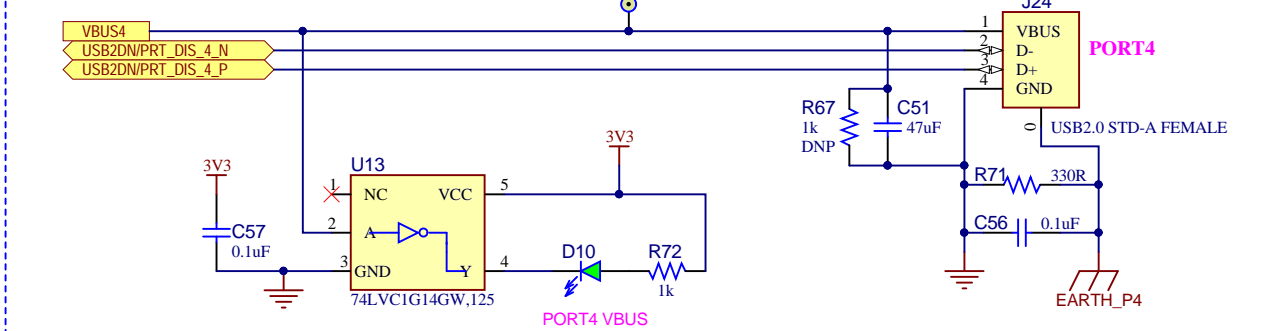 J24
VBUS4
1
VBUS
USB2DN/PRT_DIS_4_N
2
D-
PORT4
USB2DN/PRT_DIS_4_P
3
D+
4
GND
R67
1k
DNP
C51
47uF
0
USB2.0 STD-A FEMALE
3V3
3V3
U13
R71
330R
1
NC
VCC
5
C57
0.1uF
2
A
C56
0.1uF
3
GND
Y
4
D10
R72
1k
74LVC1G14GW,125
EARTH_P4
PORT4 VBUS